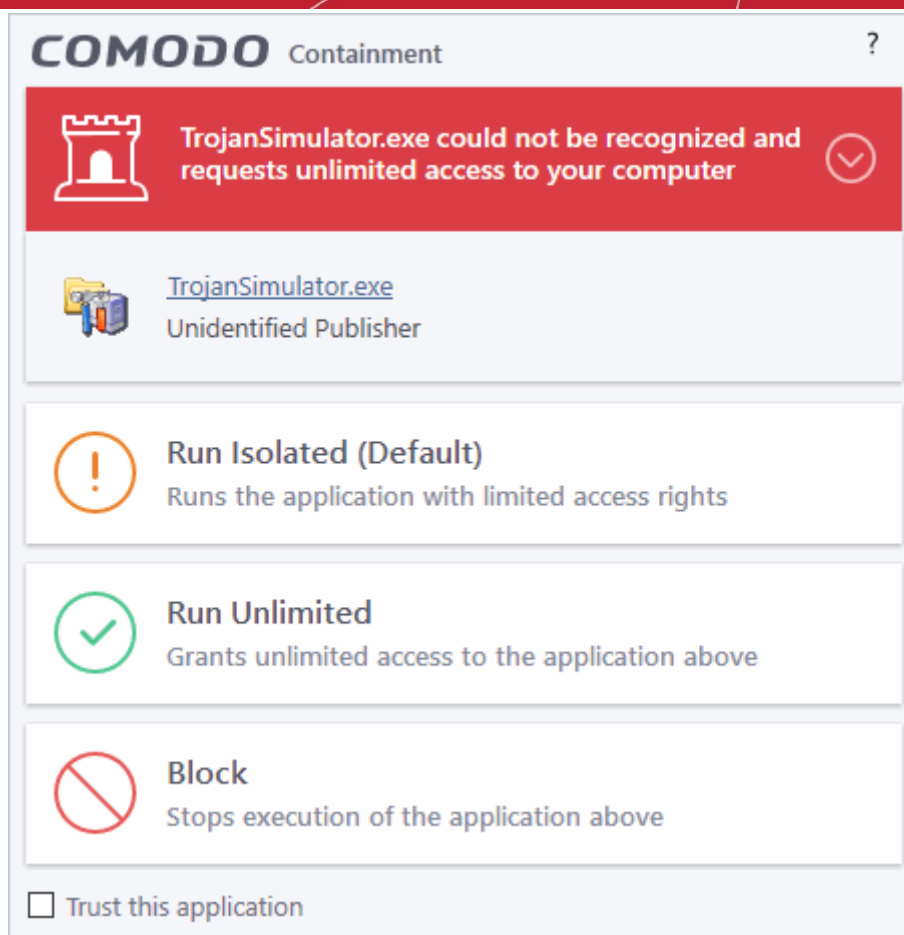 COMODO Containment ?
TrojanSimulator.exe could not be recognized and
requests unlimited access to your computer
TrojanSimulator.exe
Unidentified Publisher
Run Isolated (Default)
Runs the application with limited access rights
Run Unlimited
Grants unlimited access to the application above
Block
Stops execution of the application above
Trust this application